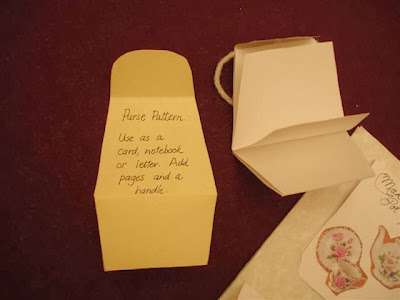 Purse Pattern
Use as a
card, notebook
or letter. Add
pages and a
handle.